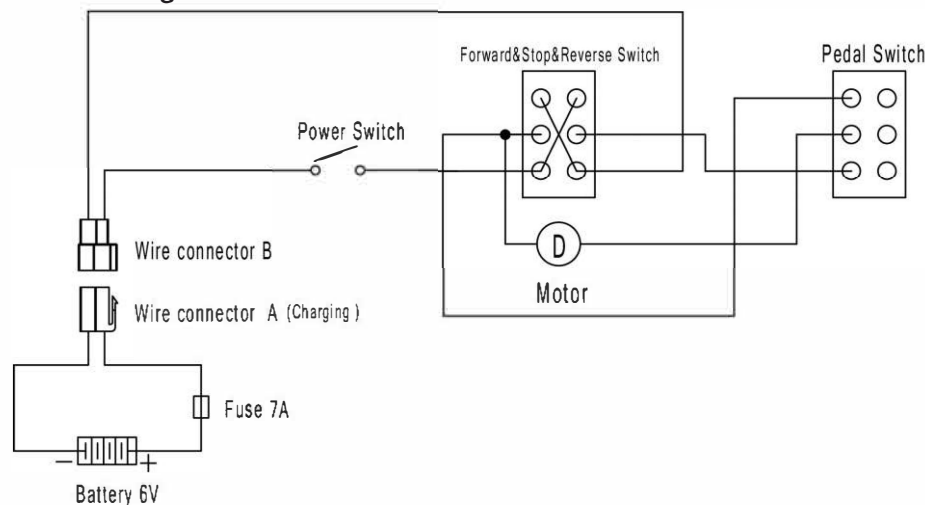 Forward&Stop&Reverse Switch
Pedal Switch
Power Switch
D
Wire connector B
Motor
Wire connector A (Charging)
Fuse 7A
− +
Battery 6V